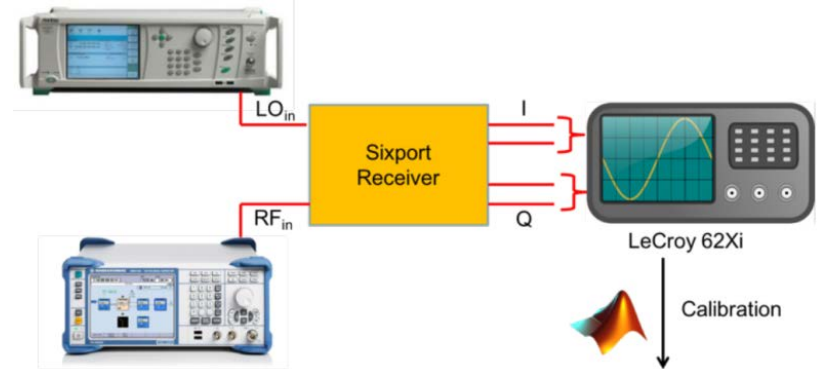 LOin
I
Sixport
Receiver
RFin
Q
LeCroy 62Xi
Calibration